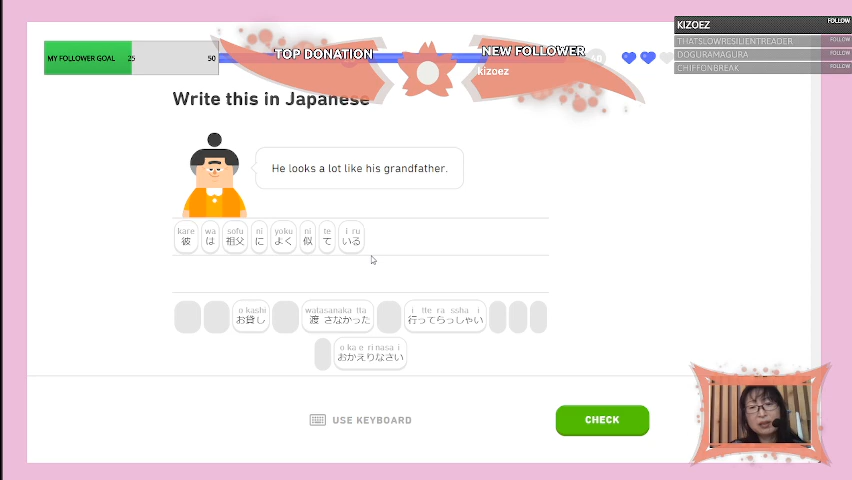 MY FOLLOWER GOAL 25 50
TOP DONATION
NEW FOLLOWER
kizoez
KIZOEZ FOLLOW
THATSLOWRESILIENTREADER FOLLOW
DOGURAMAGURA FOLLOW
CHIFFONBREAK FOLLOW
Write this in Japanese
He looks a lot like his grandfather.
kare wa sofu ni yoku ni te i ru
彼 は 祖父 に よく 似 て いる
o kashi watasanaka tta i tte ra ssha i
お貸し 渡 さなかった 行ってらっしゃい
o ka e ri nasa i
おかえりなさい
USE KEYBOARD
CHECK